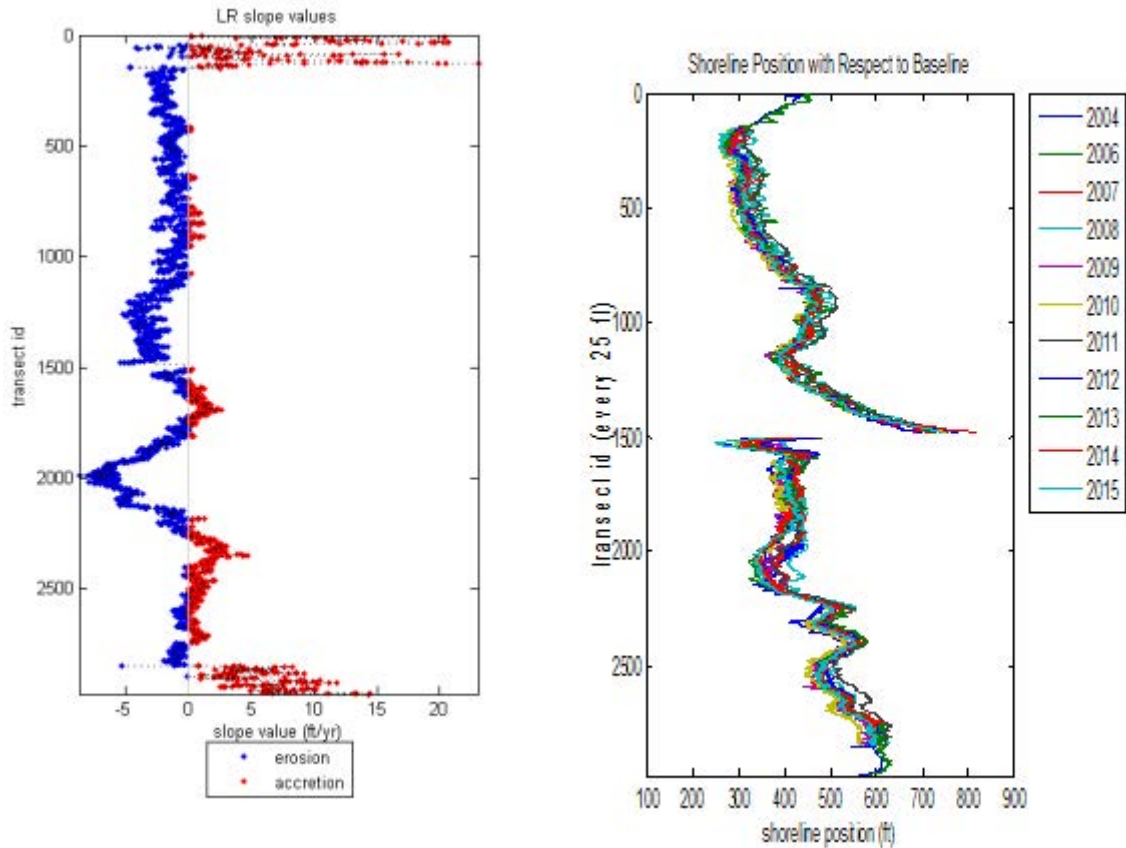 LR slope values
0
500
1000
1500
2000
2500
transect id
-5 0 5 10 15 20
slope value (ft/yr)
erosion
accretion
Shoreline Position with Respect to Baseline
0
500
1000
1500
2000
2500
transect id (every 25 ft)
100 200 300 400 500 600 700 800 900
shoreline position (ft)
2004
2006
2007
2008
2009
2010
2011
2012
2013
2014
2015